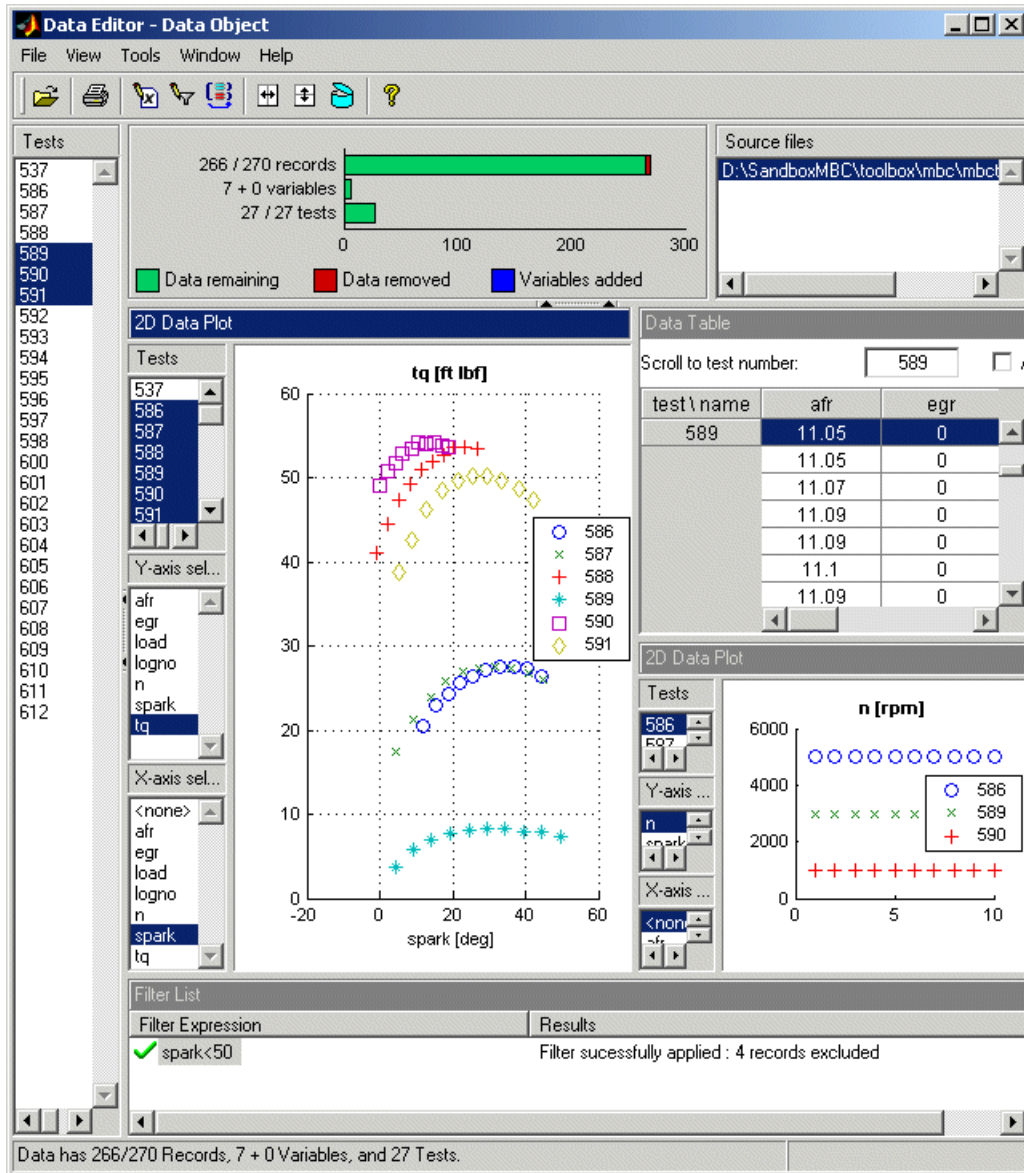 Data Editor - Data Object
File View Tools Window Help
Tests
537
586
587
588
589
590
591
592
593
594
595
596
597
598
600
601
602
603
604
605
606
607
608
609
610
611
612
266 / 270 records
7 + 0 variables
27 / 27 tests
0 100 200 300
Data remaining Data removed Variables added
Source files
D:\SandboxMBC\toolbox\mbc\mbct
2D Data Plot
Tests
537
586
587
588
589
590
591
Y-axis sel...
afr
egr
load
logno
n
spark
tq
X-axis sel...
<none>
afr
egr
load
logno
n
spark
tq
tq [ft lbf]
60
50
40
30
20
10
0
-20 0 20 40 60
spark [deg]
586
587
588
589
590
591
Data Table
Scroll to test number: 589
test \ name afr egr
589 11.05 0
11.05 0
11.07 0
11.09 0
11.09 0
11.1 0
11.09 0
2D Data Plot
Tests
586
587
Y-axis ...
n
spark
X-axis ...
<none
afr
n [rpm]
6000
4000
2000
0
0 5 10
586
589
590
Filter List
Filter Expression Results
spark<50 Filter sucessfully applied : 4 records excluded
Data has 266/270 Records, 7 + 0 Variables, and 27 Tests.